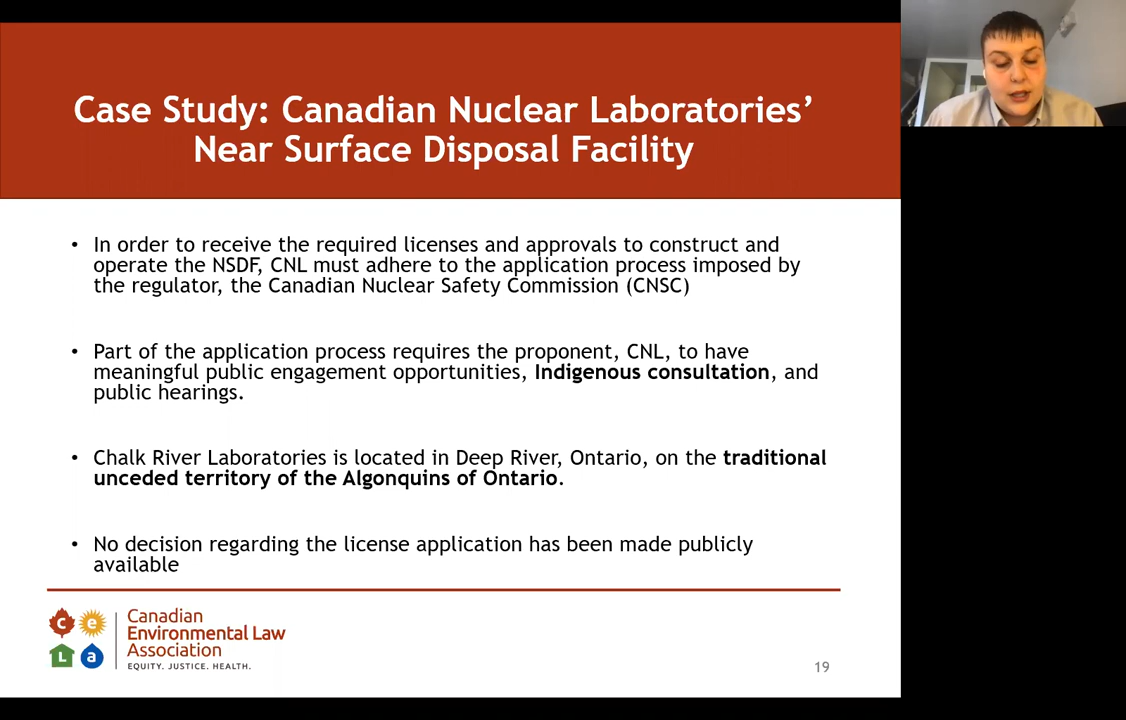 Case Study: Canadian Nuclear Laboratories’
Near Surface Disposal Facility
• In order to receive the required licenses and approvals to construct and
operate the NSDF, CNL must adhere to the application process imposed by
the regulator, the Canadian Nuclear Safety Commission (CNSC)
• Part of the application process requires the proponent, CNL, to have
meaningful public engagement opportunities, Indigenous consultation, and
public hearings.
• Chalk River Laboratories is located in Deep River, Ontario, on the traditional
unceded territory of the Algonquins of Ontario.
• No decision regarding the license application has been made publicly
available
c e
L a
Canadian
Environmental Law
Association
EQUITY. JUSTICE. HEALTH.
19